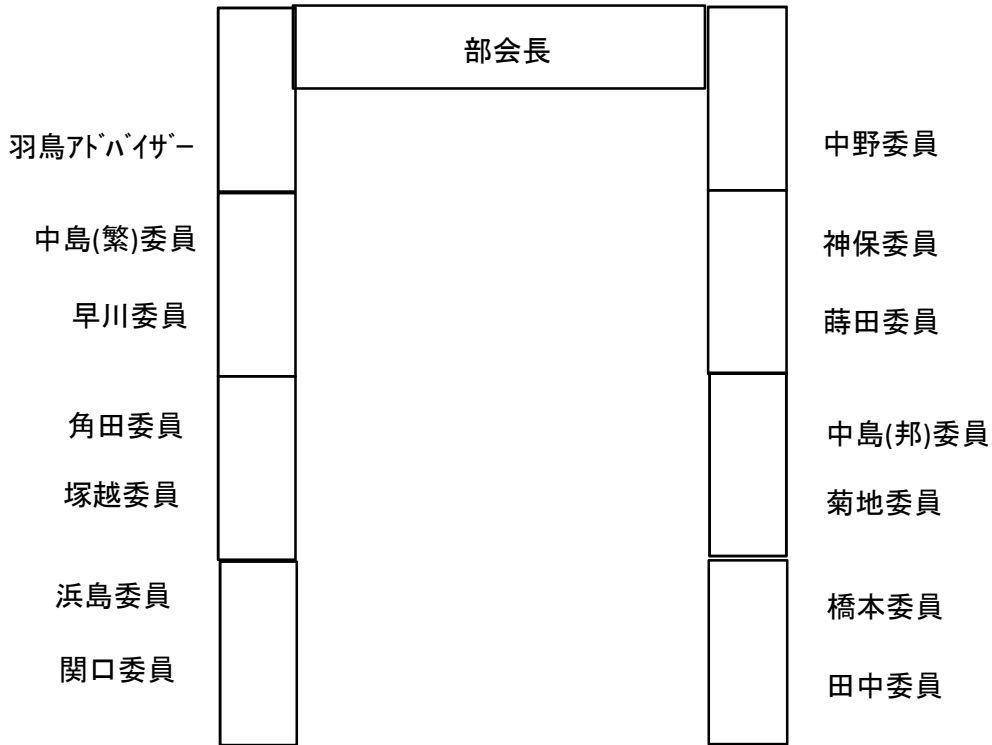 部会長
羽鳥ｱﾄﾞﾊﾞｲｻﾞｰ
中島(繁)委員
早川委員
角田委員
塚越委員
浜島委員
関口委員
中野委員
神保委員
蒔田委員
中島(邦)委員
菊地委員
橋本委員
田中委員